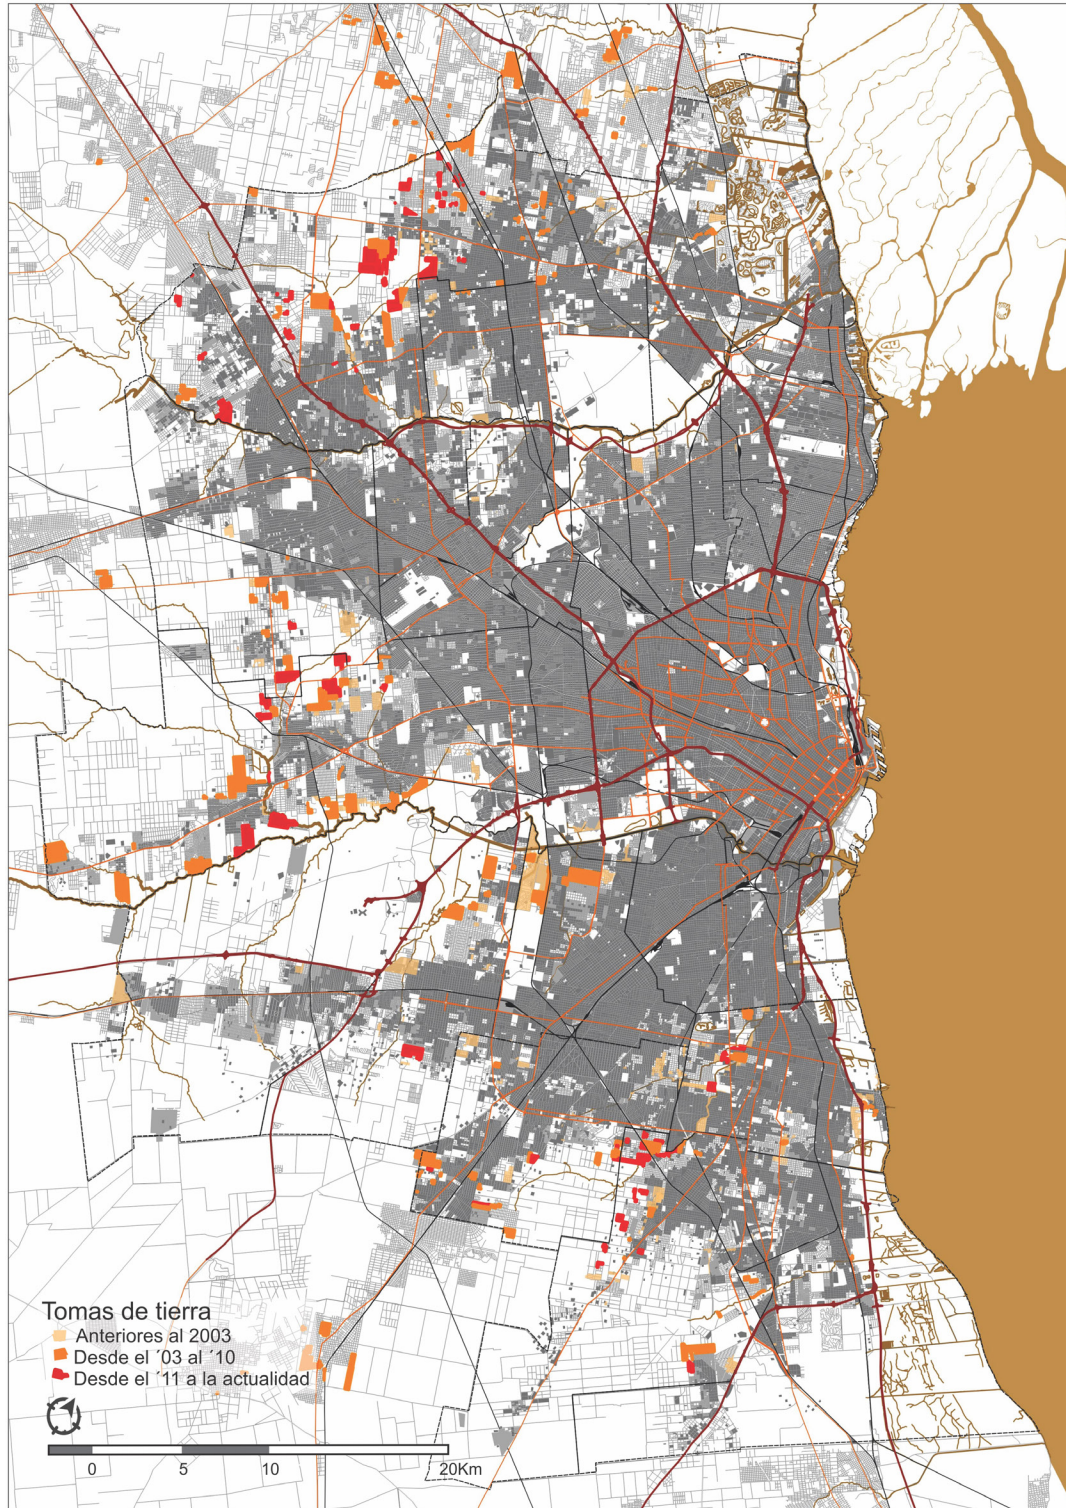 Tomas de tierra
Anteriores al 2003
Desde el ´03 al ´10
Desde el ´11 a la actualidad
0 5 10 20Km